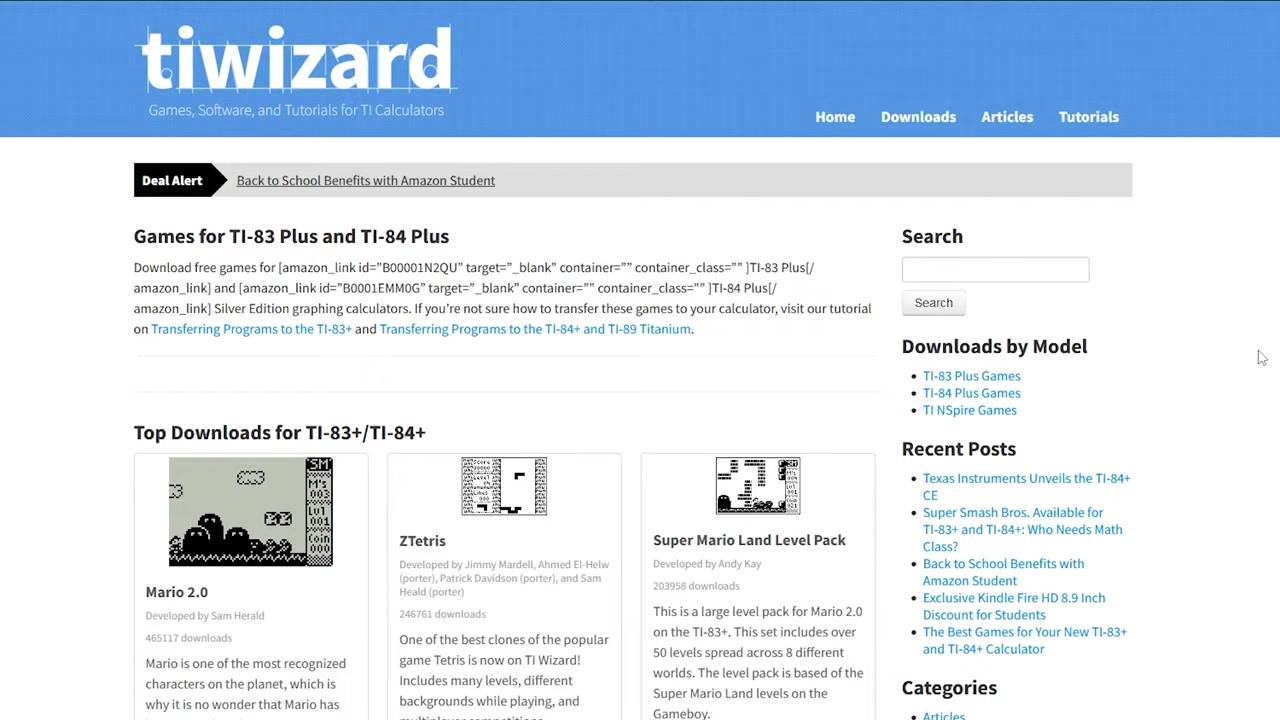 tiwizard
Games, Software, and Tutorials for TI Calculators
Home Downloads Articles Tutorials
Deal Alert
Back to School Benefits with Amazon Student
Games for TI-83 Plus and TI-84 Plus
Download free games for [amazon_link id=”B00001N2QU” target=”_blank” container=”” container_class=”” ]TI-83 Plus[/
amazon_link] and [amazon_link id=”B0001EMM0G” target=”_blank” container=”” container_class=”” ]TI-84 Plus[/
amazon_link] Silver Edition graphing calculators. If you’re not sure how to transfer these games to your calculator, visit our tutorial
on Transferring Programs to the TI-83+ and Transferring Programs to the TI-84+ and TI-89 Titanium.
Top Downloads for TI-83+/TI-84+
SM
M's
003
Lvl
001
Coin
000
Mario 2.0
Developed by Sam Herald
465117 downloads
Mario is one of the most recognized
characters on the planet, which is
why it is no wonder that Mario has
ZTetris
Developed by Jimmy Mardell, Ahmed El-Helw
(porter), Patrick Davidson (porter), and Sam
Heald (porter)
246761 downloads
One of the best clones of the popular
game Tetris is now on TI Wizard!
Includes many levels, different
backgrounds while playing, and
multiplayer competitions.
Super Mario Land Level Pack
Developed by Andy Kay
203958 downloads
This is a large level pack for Mario 2.0
on the TI-83+. This set includes over
50 levels spread across 8 different
worlds. The level pack is based of the
Super Mario Land levels on the
Gameboy.
Search
Search
Downloads by Model
TI-83 Plus Games
TI-84 Plus Games
TI NSpire Games
Recent Posts
Texas Instruments Unveils the TI-84+
CE
Super Smash Bros. Available for
TI-83+ and TI-84+: Who Needs Math
Class?
Back to School Benefits with
Amazon Student
Exclusive Kindle Fire HD 8.9 Inch
Discount for Students
The Best Games for Your New TI-83+
and TI-84+ Calculator
Categories
Articles